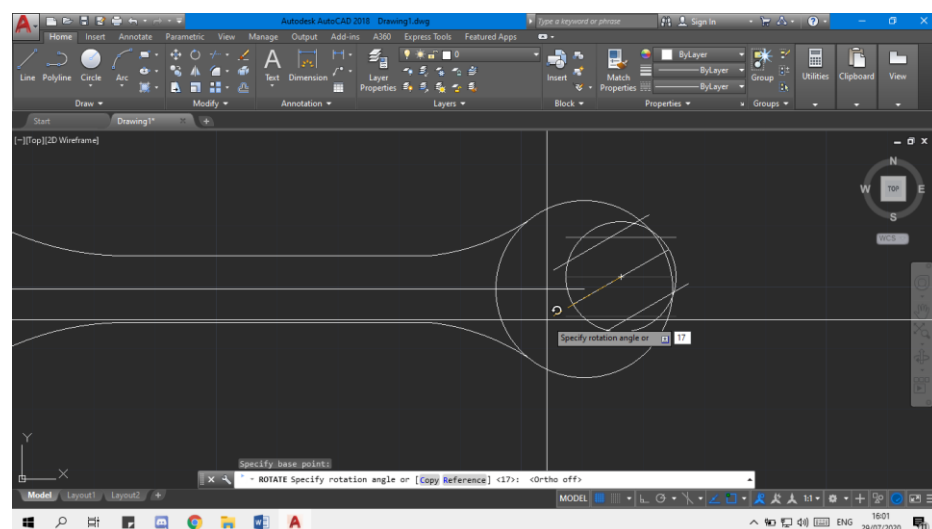 Autodesk AutoCAD 2018 Drawing1.dwg
Type a keyword or phrase
Sign In
Home Insert Annotate Parametric View Manage Output Add-ins A360 Express Tools Featured Apps
Line Polyline Circle Arc
Text Dimension
Layer Properties
0
Insert
Match Properties
ByLayer
ByLayer
ByLayer
Group
Utilities
Clipboard
View
Draw Modify Annotation Layers Block Properties Groups
Start Drawing1*
[−][Top][2D Wireframe]
N
W TOP E
S
WCS
Specify rotation angle or 17
Y
X
Specify base point:
ROTATE Specify rotation angle or [Copy Reference] <17>: <Ortho off>
Model Layout1 Layout2 +
MODEL
1:1
ENG
16:01
29/07/2020